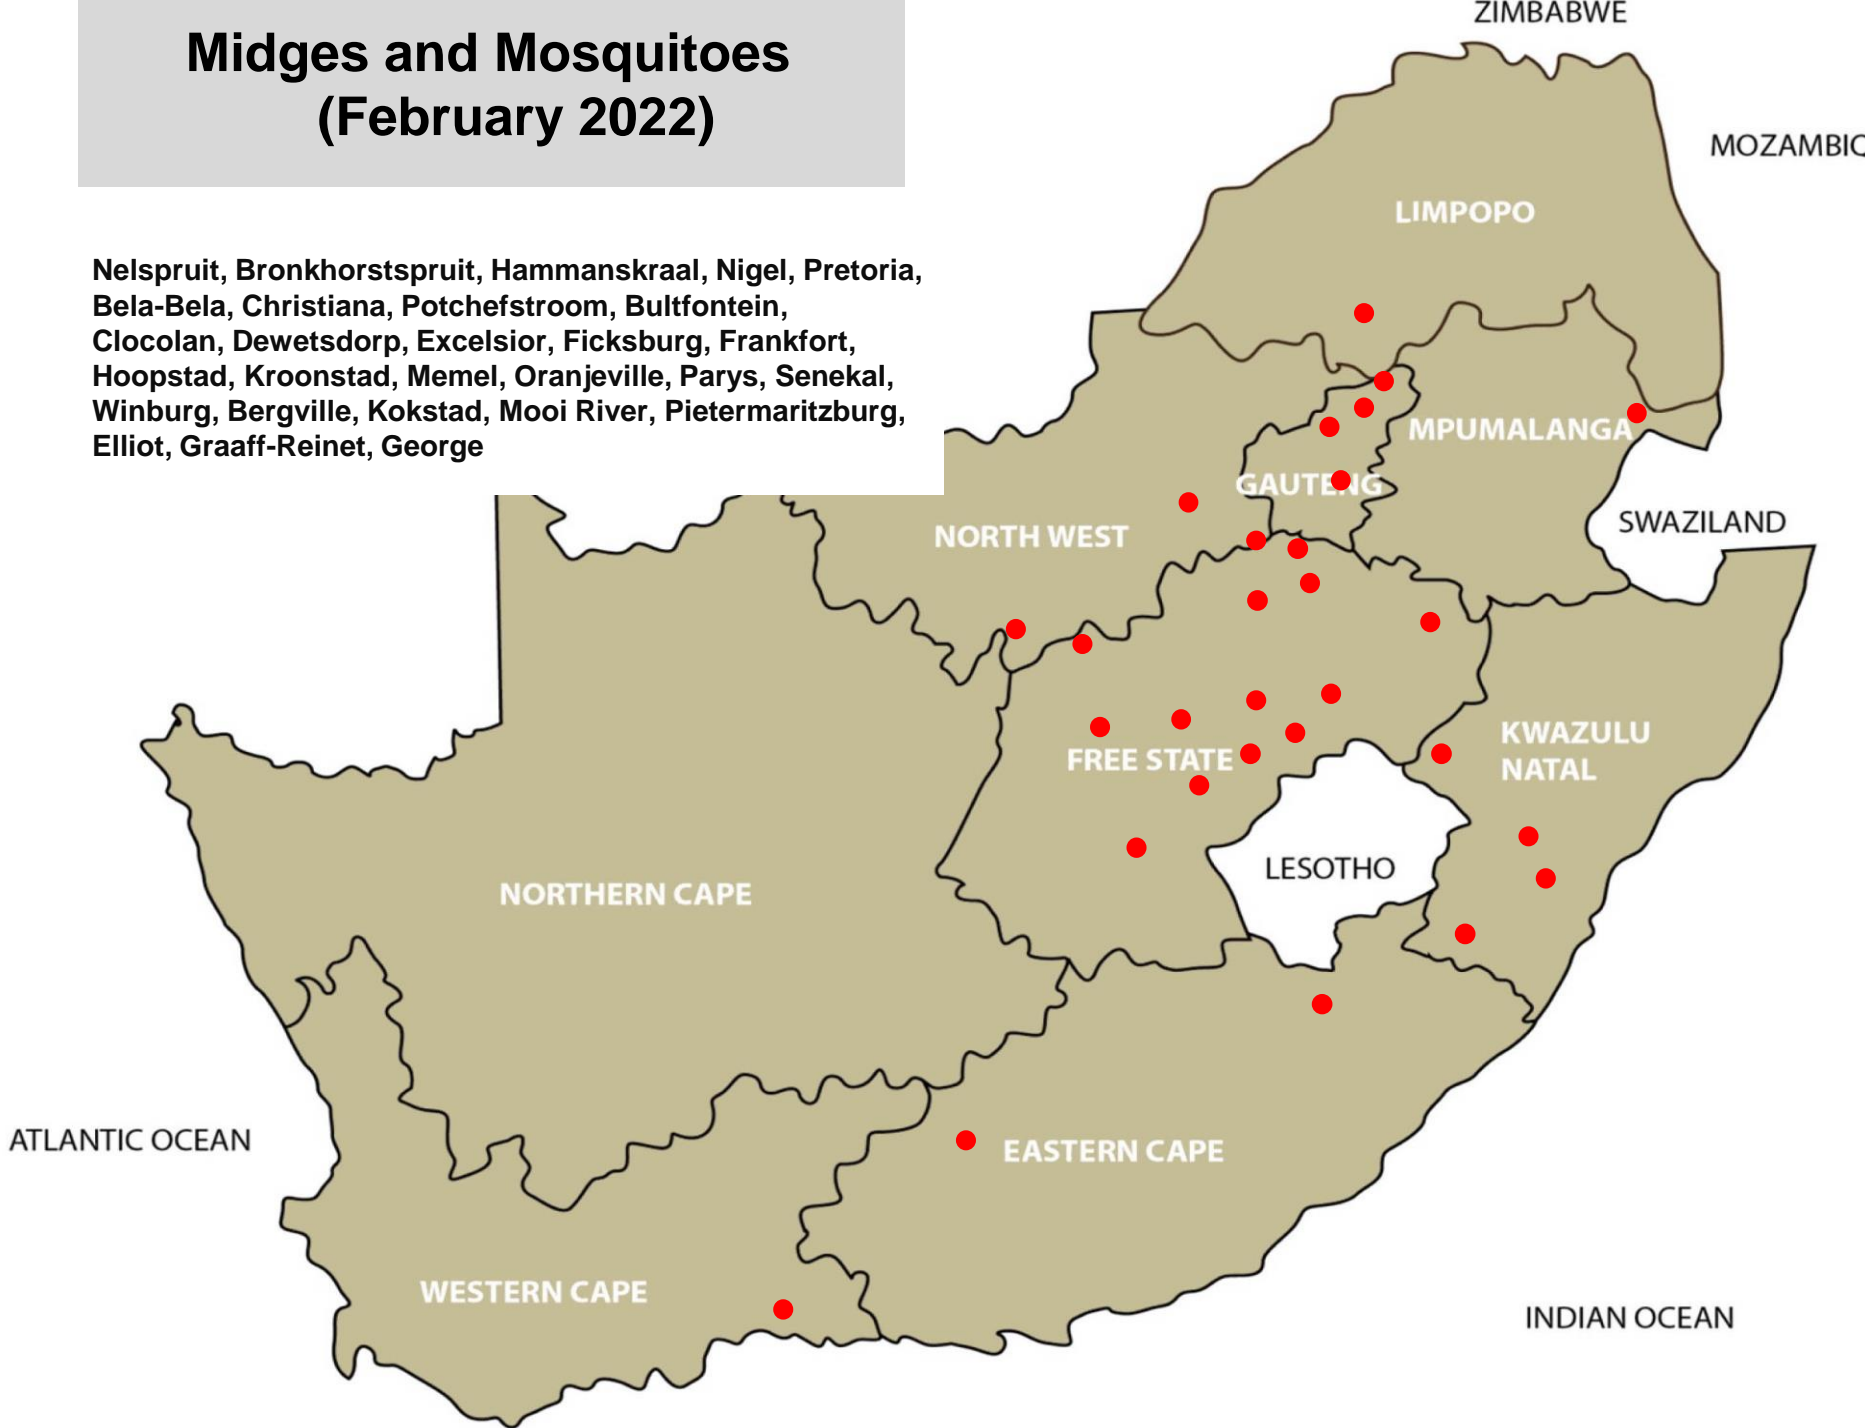 Midges and Mosquitoes
(February 2022)
Nelspruit, Bronkhorstspruit, Hammanskraal, Nigel, Pretoria,
Bela-Bela, Christiana, Potchefstroom, Bultfontein,
Clocolan, Dewetsdorp, Excelsior, Ficksburg, Frankfort,
Hoopstad, Kroonstad, Memel, Oranjeville, Parys, Senekal,
Winburg, Bergville, Kokstad, Mooi River, Pietermaritzburg,
Elliot, Graaff-Reinet, George
ZIMBABWE
MOZAMBIQ
LIMPOPO
MPUMALANGA
GAUTENG
SWAZILAND
NORTH WEST
KWAZULU
NATAL
FREE STATE
LESOTHO
NORTHERN CAPE
ATLANTIC OCEAN
EASTERN CAPE
WESTERN CAPE
INDIAN OCEAN